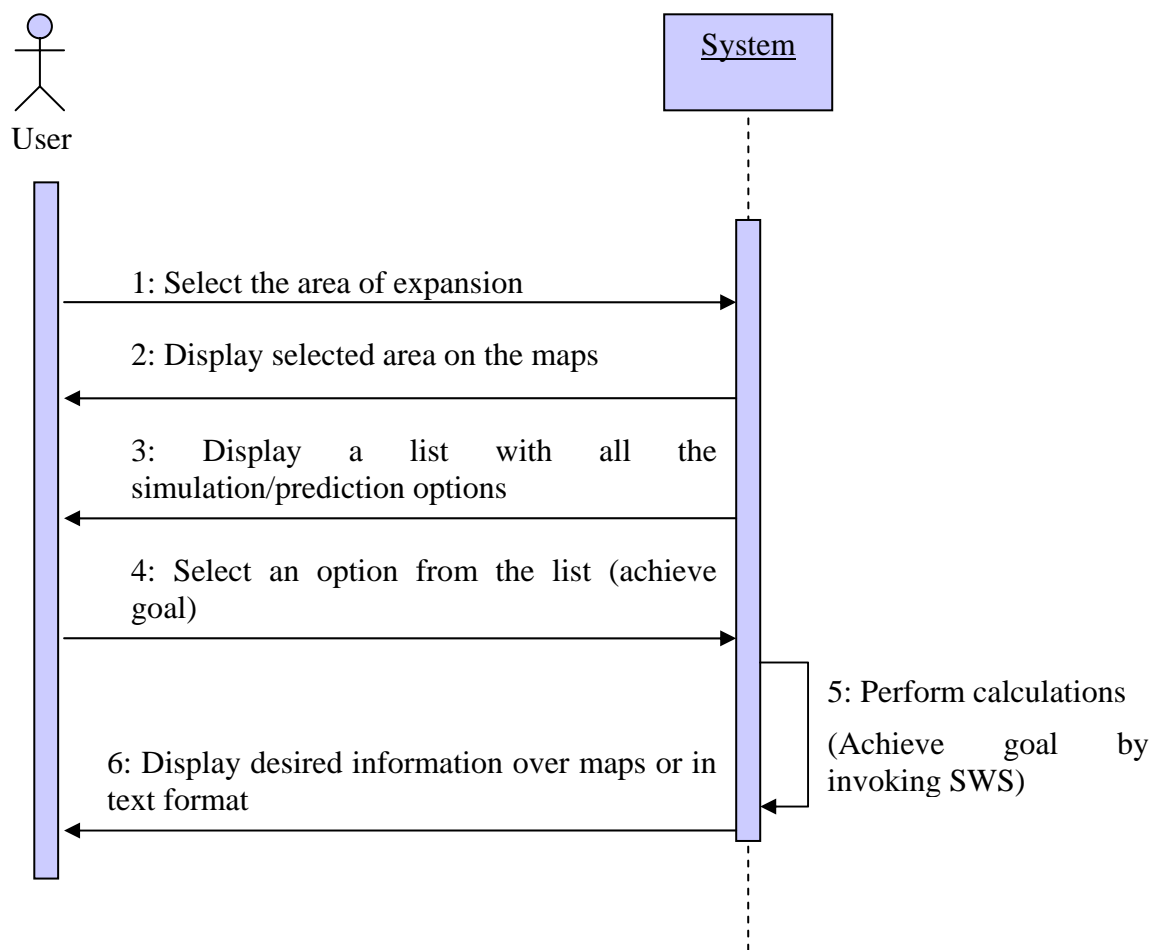 System
User
1: Select the area of expansion
2: Display selected area on the maps
3: Display a list with all the
simulation/prediction options
4: Select an option from the list (achieve
goal)
5: Perform calculations
(Achieve goal by
invoking SWS)
6: Display desired information over maps or in
text format